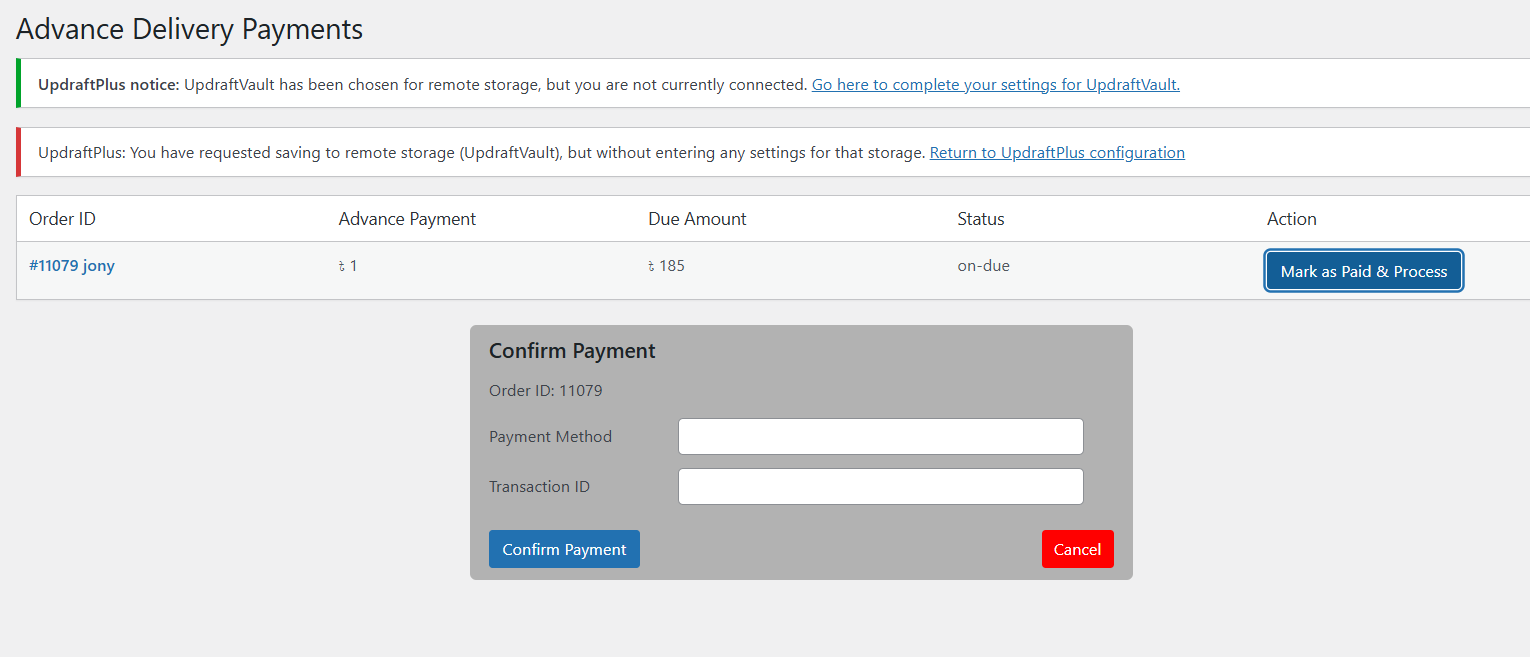 Advance Delivery Payments
UpdraftPlus notice: UpdraftVault has been chosen for remote storage, but you are not currently connected. Go here to complete your settings for UpdraftVault.
UpdraftPlus: You have requested saving to remote storage (UpdraftVault), but without entering any settings for that storage. Return to UpdraftPlus configuration
Order ID Advance Payment Due Amount Status Action
#11079 jony ৳ 1 ৳ 185 on-due Mark as Paid & Process
Confirm Payment
Order ID: 11079
Payment Method
Transaction ID
Confirm Payment Cancel